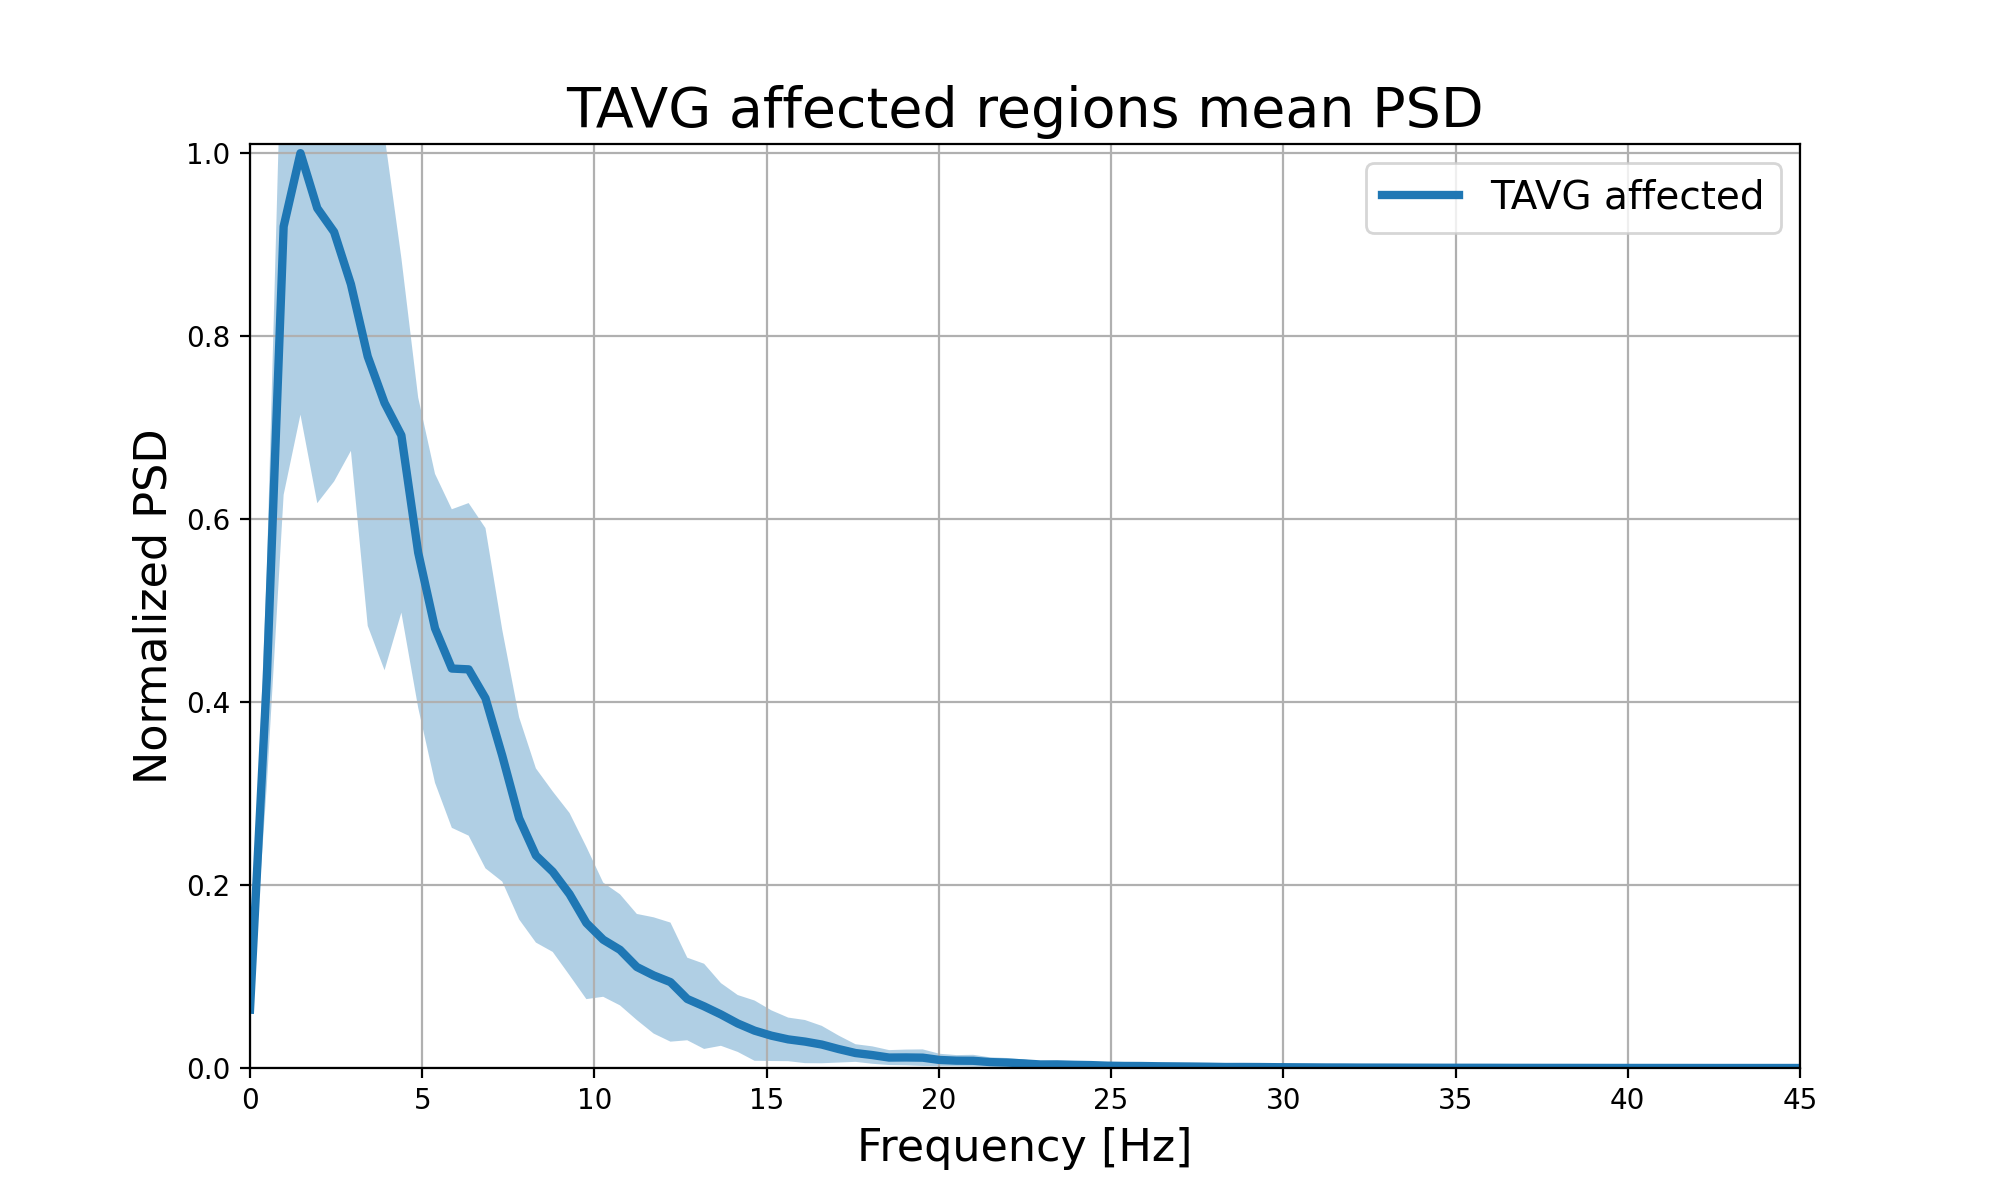 TAVG affected regions mean PSD
TAVG affected
Normalized PSD
1.0
0.8
0.6
0.4
0.2
0.0
0 5 10 15 20 25 30 35 40 45
Frequency [Hz]